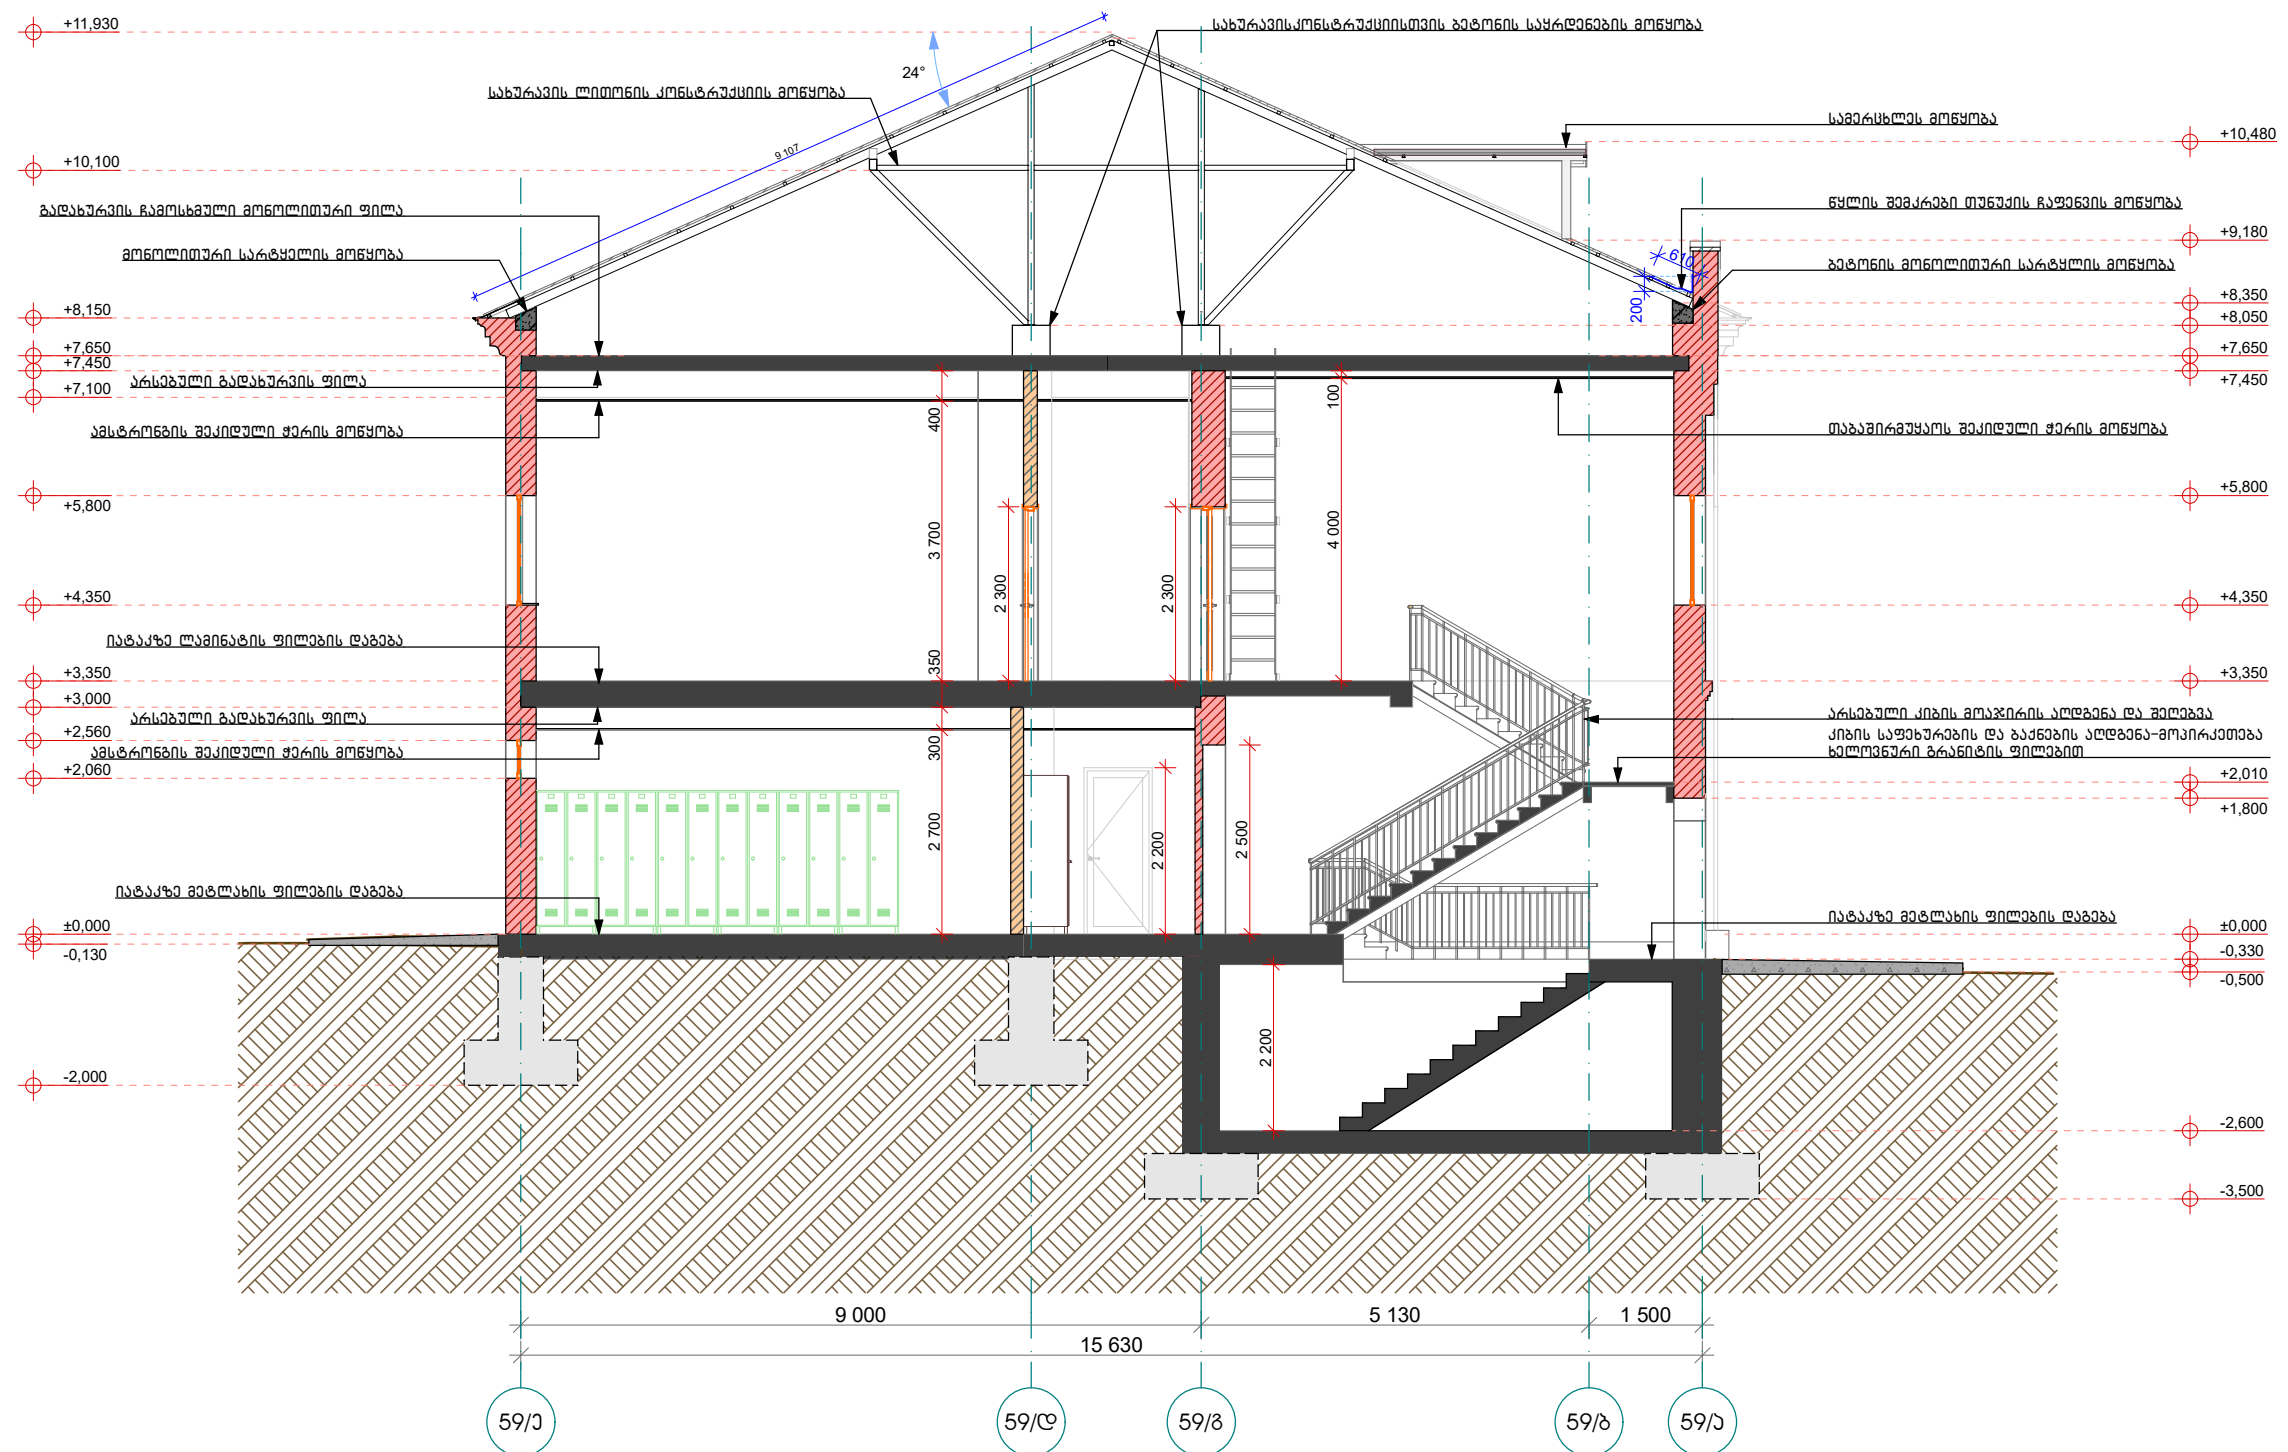 +11,930
სახურავისკონსტრუქციისთვის ბეტონის საყრდენების მოწყობა
24°
სახურავის ლითონის კონსტრუქციის მოწყობა
9 107
სამერცხლეს მოწყობა
+10,480
+10,100
გადახურვის ჩამოსხმული მონოლითური ფილა
წყლის შემკრები თუნუქის ჩაფენვის მოწყობა
+9,180
მონოლითური სარტყელის მოწყობა
610
ბეტონის მონოლითური სარტყლის მოწყობა
200
+8,150
+8,350
+8,050
+7,650
+7,450
+7,650
+7,450
არსებული გადახურვის ფილა
+7,100
400
100
ამსტრონგის შეკიდული ჭერის მოწყობა
თაბაშირმუყაოს შეკიდული ჭერის მოწყობა
+5,800
+5,800
3 700
4 000
2 300
2 300
+4,350
+4,350
იატაკზე ლამინატის ფილების დაგება
350
+3,350
+3,350
+3,000
არსებული გადახურვის ფილა
არსებული კიბის მოაჯირის აღდგენა და შეღებვა
+2,560
300
ამსტრონგის შეკიდული ჭერის მოწყობა
კიბის საფეხურების და ბაქნების აღდგენა-მოპირკეთება
ხელოვნური გრანიტის ფილებით
+2,060
+2,010
+1,800
2 700
2 200
2 500
იატაკზე მეტლახის ფილების დაგება
იატაკზე მეტლახის ფილების დაგება
±0,000
±0,000
-0,130
-0,330
-0,500
2 200
-2,000
-2,600
-3,500
9 000
5 130
1 500
15 630
59/ე
59/დ
59/გ
59/ბ
59/ა